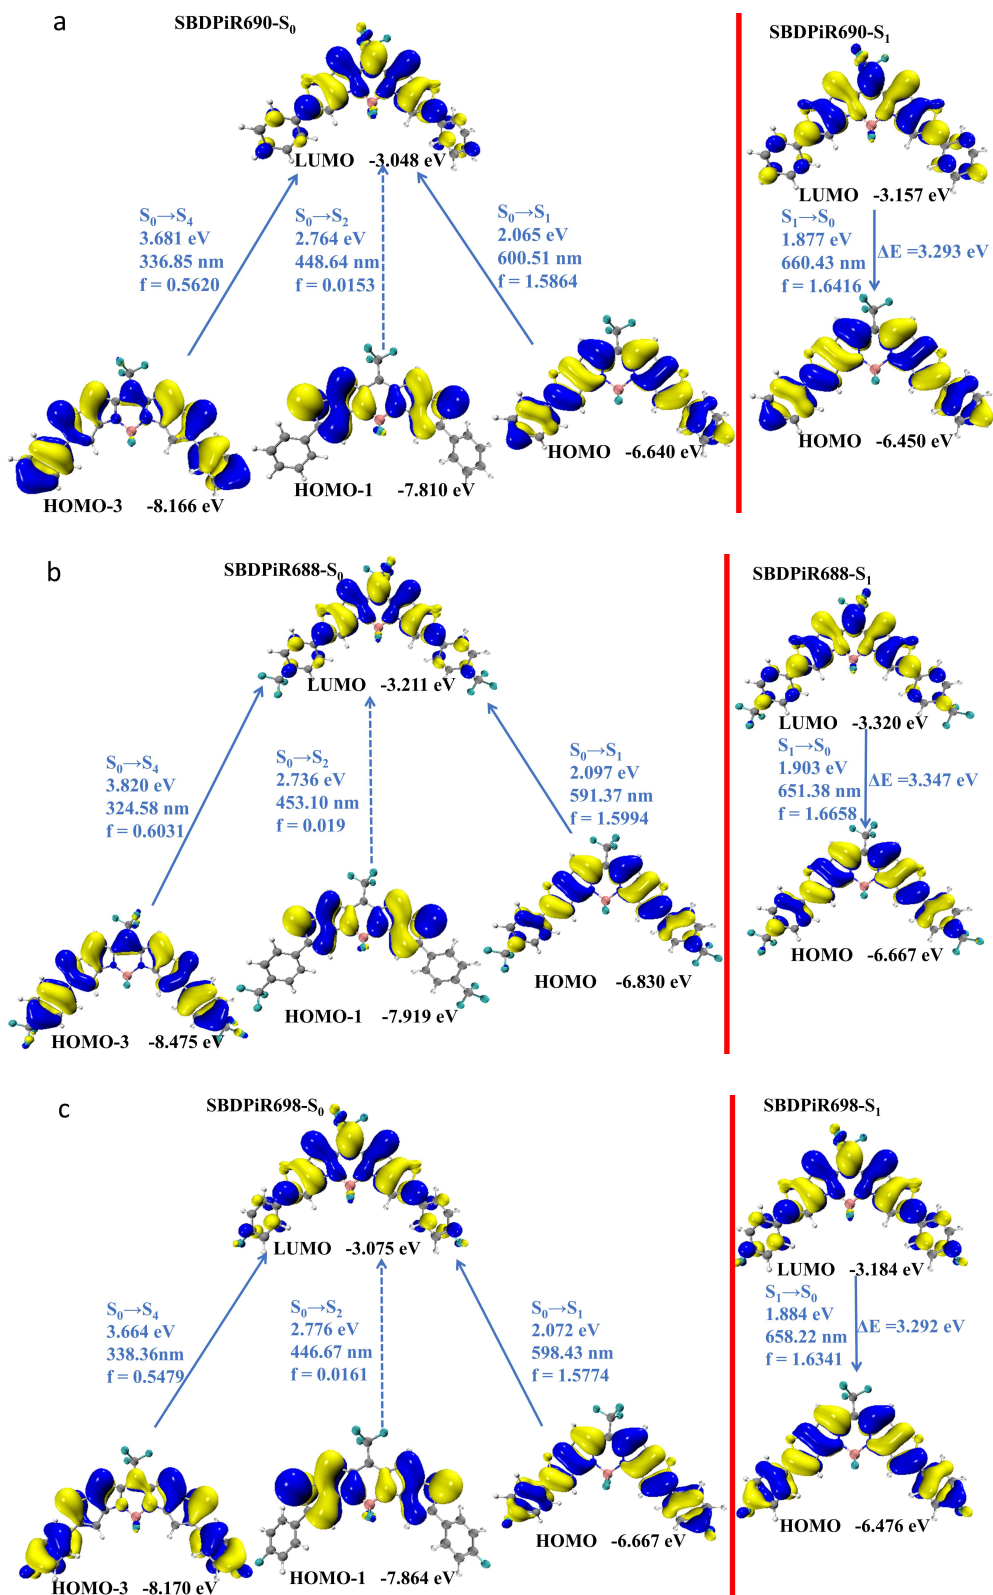 a
SBDPiR690-S₀
LUMO -3.048 eV
S₀→S₄
3.681 eV
336.85 nm
f = 0.5620
S₀→S₂
2.764 eV
448.64 nm
f = 0.0153
S₀→S₁
2.065 eV
600.51 nm
f = 1.5864
HOMO-3 -8.166 eV
HOMO-1 -7.810 eV
HOMO -6.640 eV
SBDPiR690-S₁
LUMO -3.157 eV
S₁→S₀
1.877 eV
660.43 nm
f = 1.6416
ΔE =3.293 eV
HOMO -6.450 eV
b
SBDPiR688-S₀
LUMO -3.211 eV
S₀→S₄
3.820 eV
324.58 nm
f = 0.6031
S₀→S₂
2.736 eV
453.10 nm
f = 0.019
S₀→S₁
2.097 eV
591.37 nm
f = 1.5994
HOMO-3 -8.475 eV
HOMO-1 -7.919 eV
HOMO -6.830 eV
SBDPiR688-S₁
LUMO -3.320 eV
S₁→S₀
1.903 eV
651.38 nm
f = 1.6658
ΔE =3.347 eV
HOMO -6.667 eV
c
SBDPiR698-S₀
LUMO -3.075 eV
S₀→S₄
3.664 eV
338.36nm
f = 0.5479
S₀→S₂
2.776 eV
446.67 nm
f = 0.0161
S₀→S₁
2.072 eV
598.43 nm
f = 1.5774
HOMO-3 -8.170 eV
HOMO-1 -7.864 eV
HOMO -6.667 eV
SBDPiR698-S₁
LUMO -3.184 eV
S₁→S₀
1.884 eV
658.22 nm
f = 1.6341
ΔE =3.292 eV
HOMO -6.476 eV